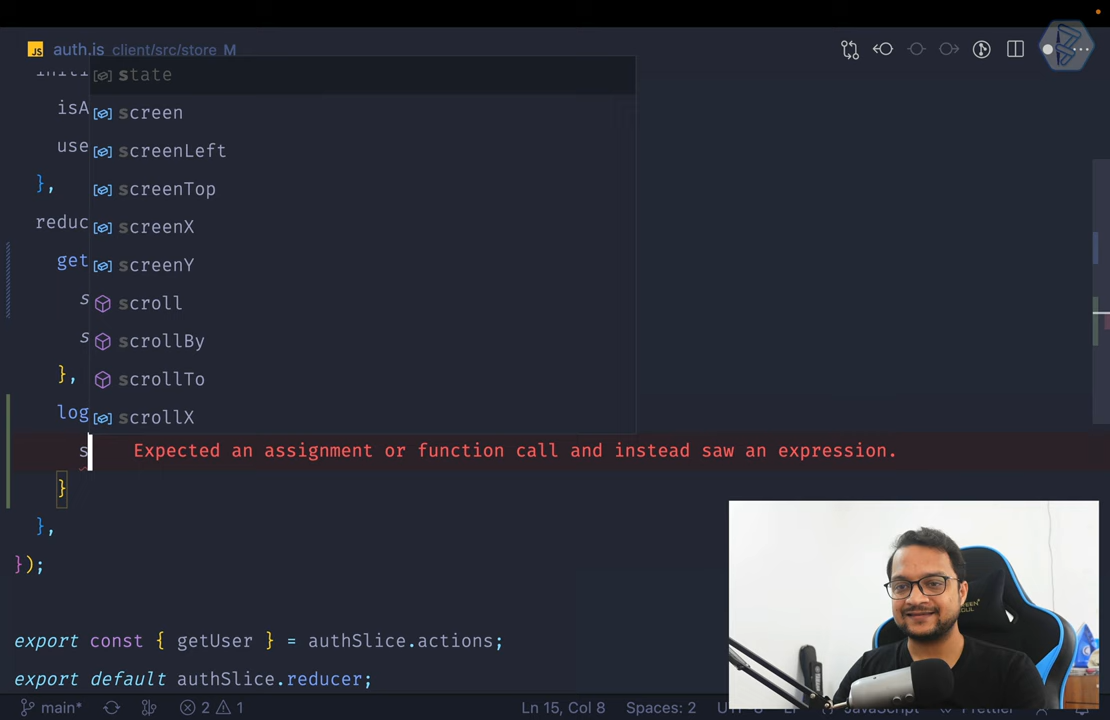 JS auth.js client/src/store M
state
isA screen
use screenLeft
}, screenTop
reduc screenX
get screenY
s scroll
s scrollBy
}, scrollTo
log scrollX
s Expected an assignment or function call and instead saw an expression.
}
},
});
export const { getUser } = authSlice.actions;
export default authSlice.reducer;
main* 2 1 Ln 15, Col 8 Spaces: 2